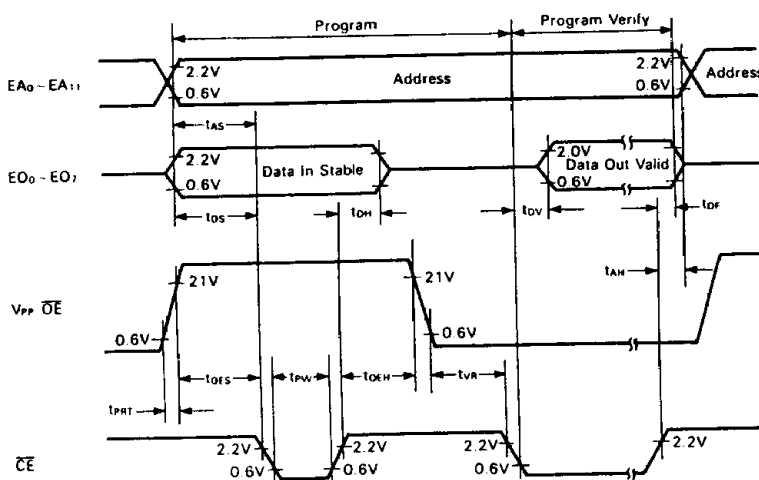 Program
Program Verify
EA0 ~ EA11
2.2V
0.6V
Address
2.2V
0.6V
Address
tAS
EO0 ~ EO7
2.2V
0.6V
Data In Stable
2.0V
0.6V
Data Out Valid
tDS
tDH
tDV
tDF
tAH
VPP OE
21V
21V
0.6V
0.6V
tOES
tPW
tOEH
tVR
tPRT
CE
2.2V
0.6V
2.2V
0.6V
2.2V
0.6V
2.2V